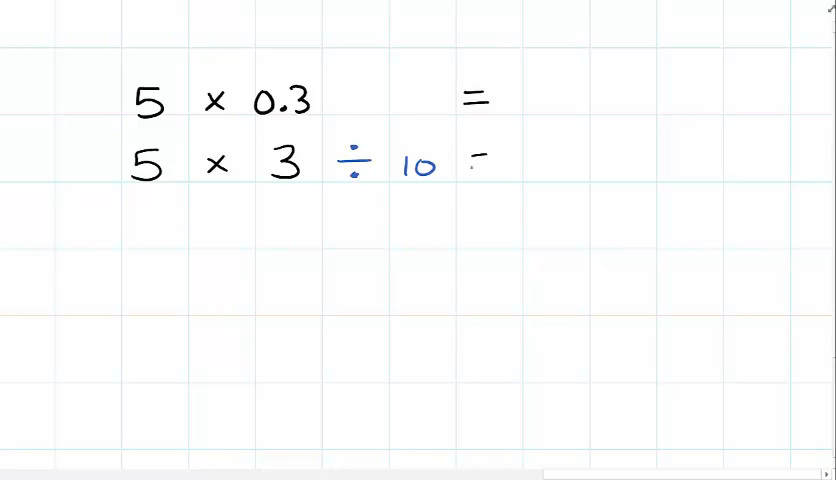 5 × 0.3 =
5 × 3 ÷ 10 =